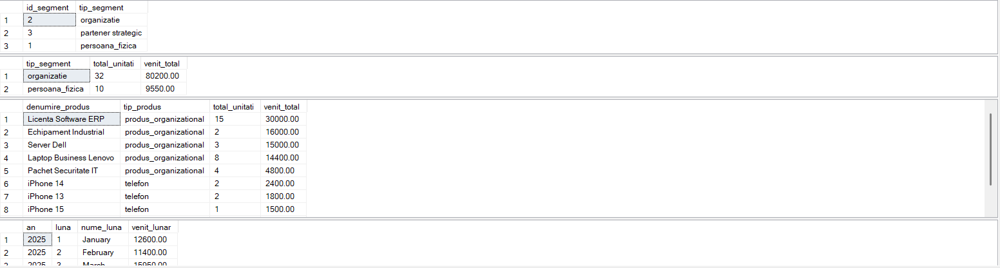 id_segment tip_segment
1 2 organizatie
2 3 partener strategic
3 1 persoana_fizica
tip_segment total_unitati venit_total
1 organizatie 32 80200.00
2 persoana_fizica 10 9550.00
denumire_produs tip_produs total_unitati venit_total
1 Licenta Software ERP produs_organizational 15 30000.00
2 Echipament Industrial produs_organizational 2 16000.00
3 Server Dell produs_organizational 3 15000.00
4 Laptop Business Lenovo produs_organizational 8 14400.00
5 Pachet Securitate IT produs_organizational 4 4800.00
6 iPhone 14 telefon 2 2400.00
7 iPhone 13 telefon 2 1800.00
8 iPhone 15 telefon 1 1500.00
an luna nume_luna venit_lunar
1 2025 1 January 12600.00
2 2025 2 February 11400.00
2025 3 March 15950.00